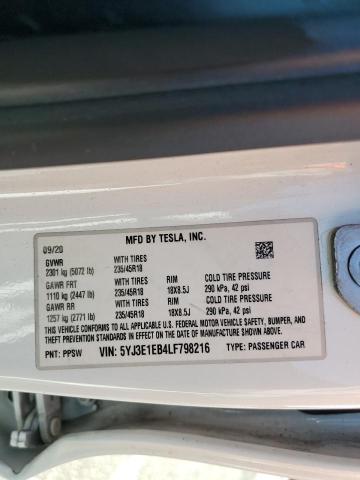 MFD BY TESLA, INC.
09/20
GVWR WITH TIRES
2301 kg (5072 lb) 235/45R18
GAWR FRT WITH TIRES RIM COLD TIRE PRESSURE
1110 kg (2447 lb) 235/45R18 18X8.5J 290 kPa, 42 psi
GAWR RR WITH TIRES RIM COLD TIRE PRESSURE
1257 kg (2771 lb) 235/45R18 18X8.5J 290 kPa, 42 psi
THIS VEHICLE CONFORMS TO ALL APPLICABLE FEDERAL MOTOR VEHICLE SAFETY, BUMPER, AND
THEFT PREVENTION STANDARDS IN EFFECT ON THE
DATE OF MANUFACTURE SHOWN ABOVE.
PNT: PPSW VIN: 5YJ3E1EB4LF798216 TYPE: PASSENGER CAR